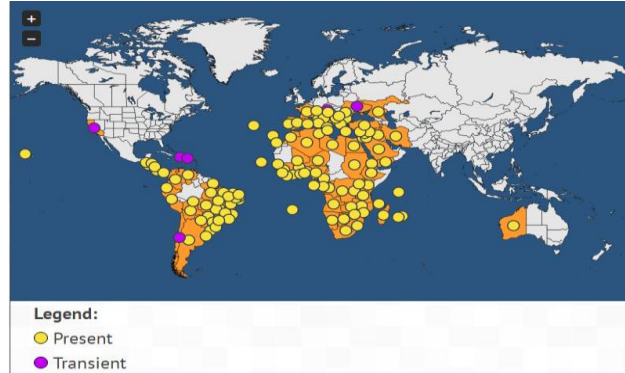 +
−
Legend:
Present
Transient